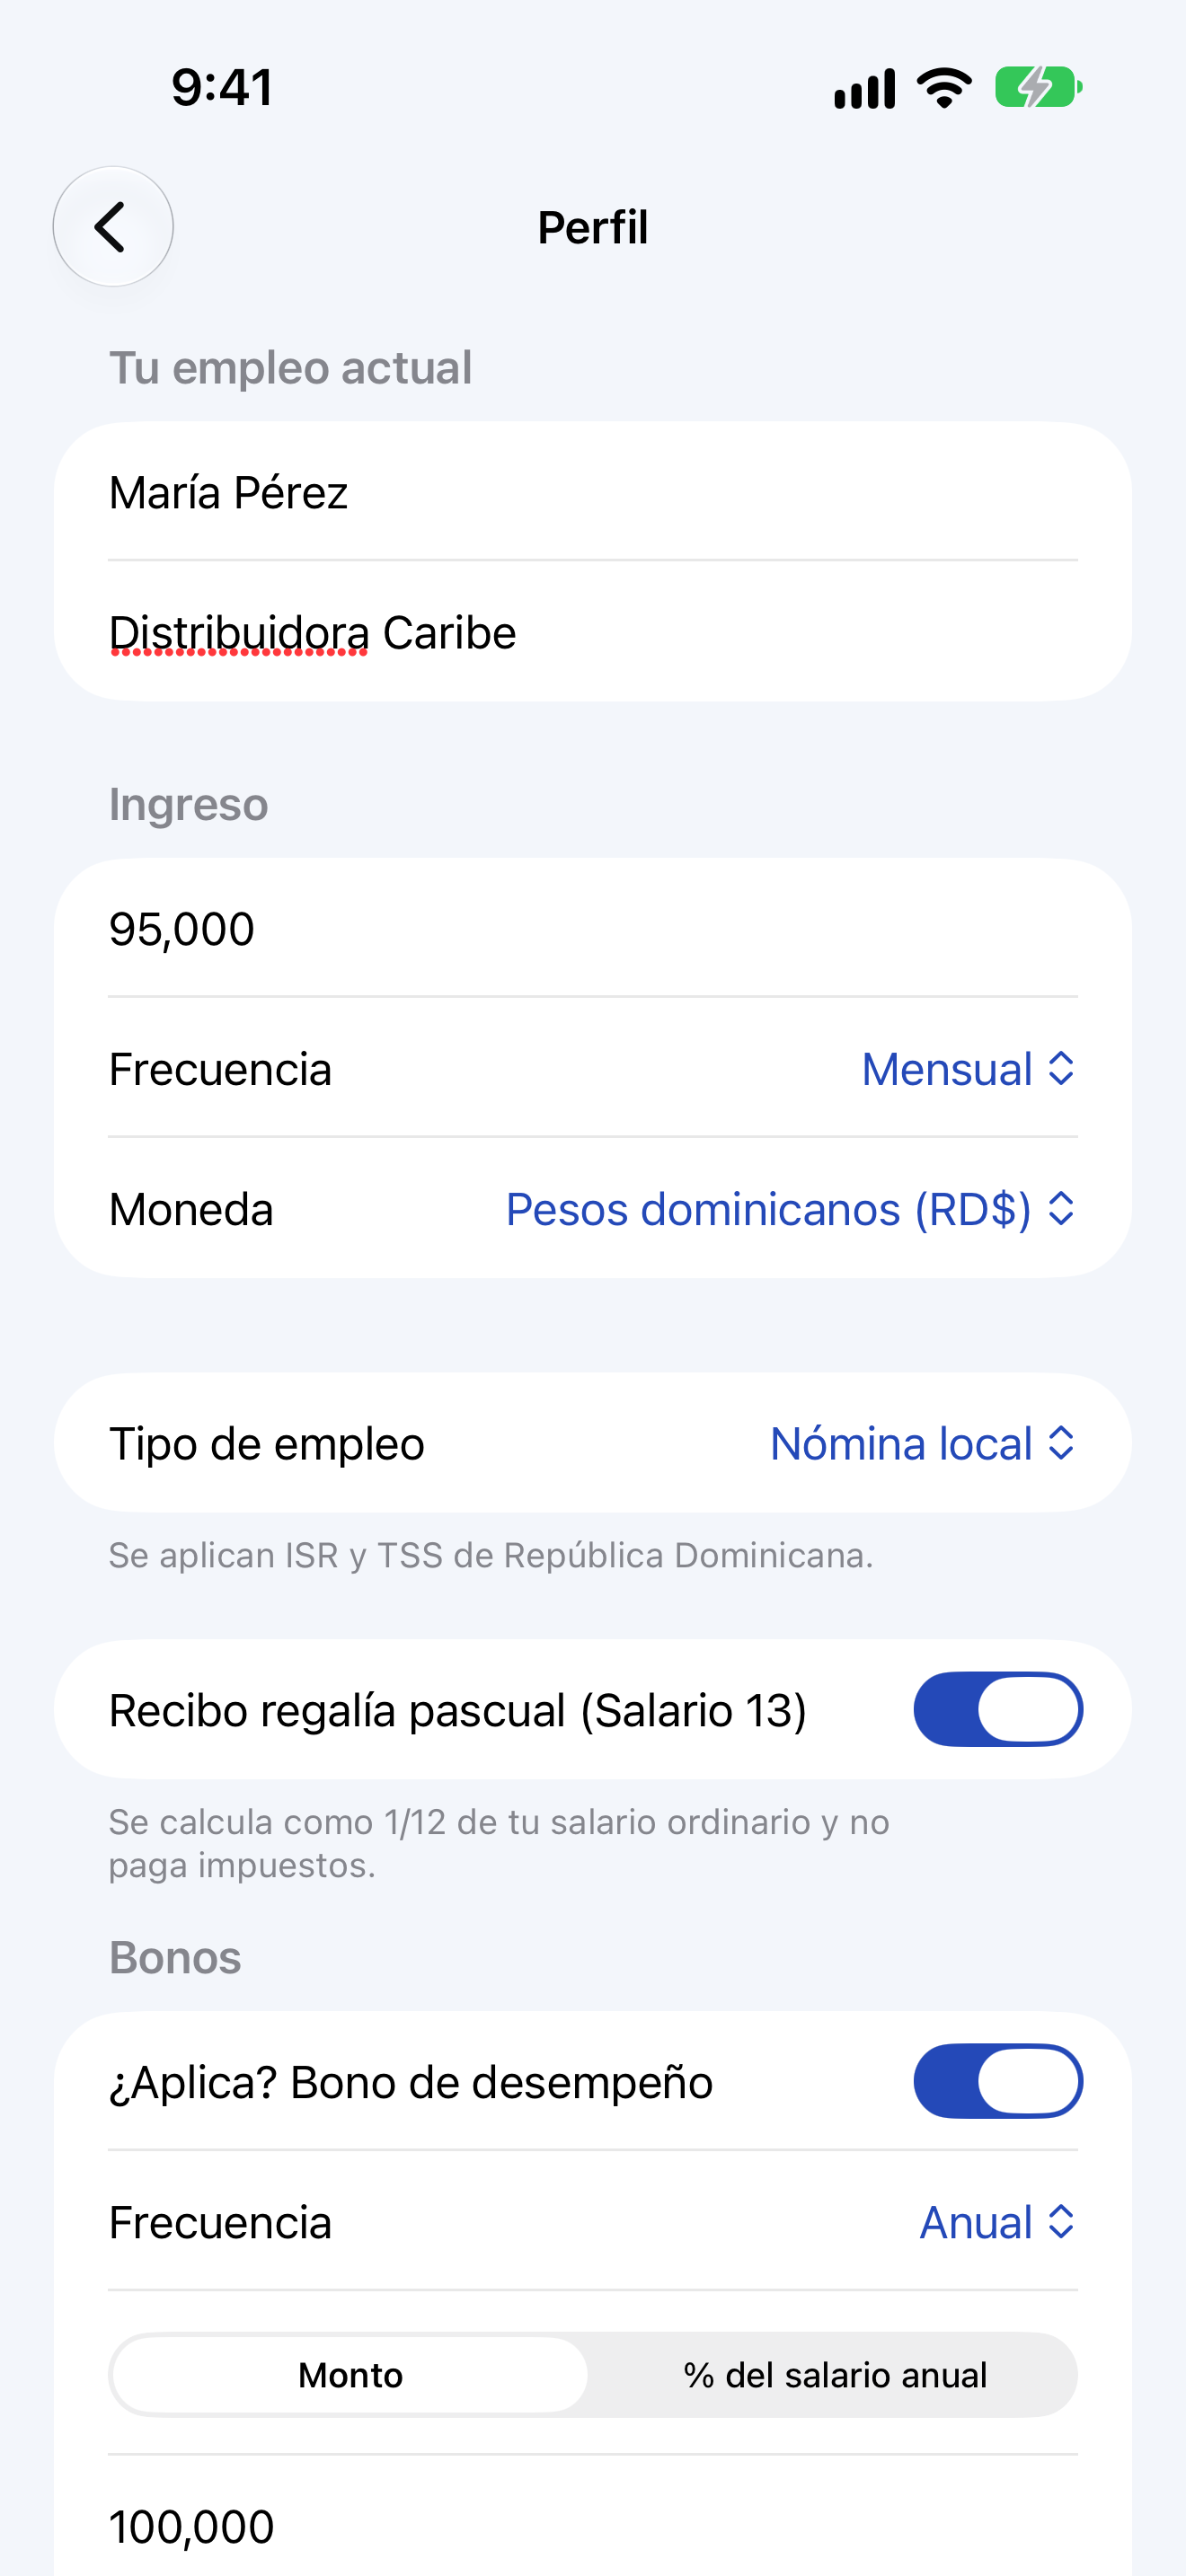 9:41
Perfil
Tu empleo actual
María Pérez
Distribuidora Caribe
Ingreso
95,000
Frecuencia Mensual
Moneda Pesos dominicanos (RD$)
Tipo de empleo Nómina local
Se aplican ISR y TSS de República Dominicana.
Recibo regalía pascual (Salario 13)
Se calcula como 1/12 de tu salario ordinario y no
paga impuestos.
Bonos
¿Aplica? Bono de desempeño
Frecuencia Anual
Monto % del salario anual
100,000